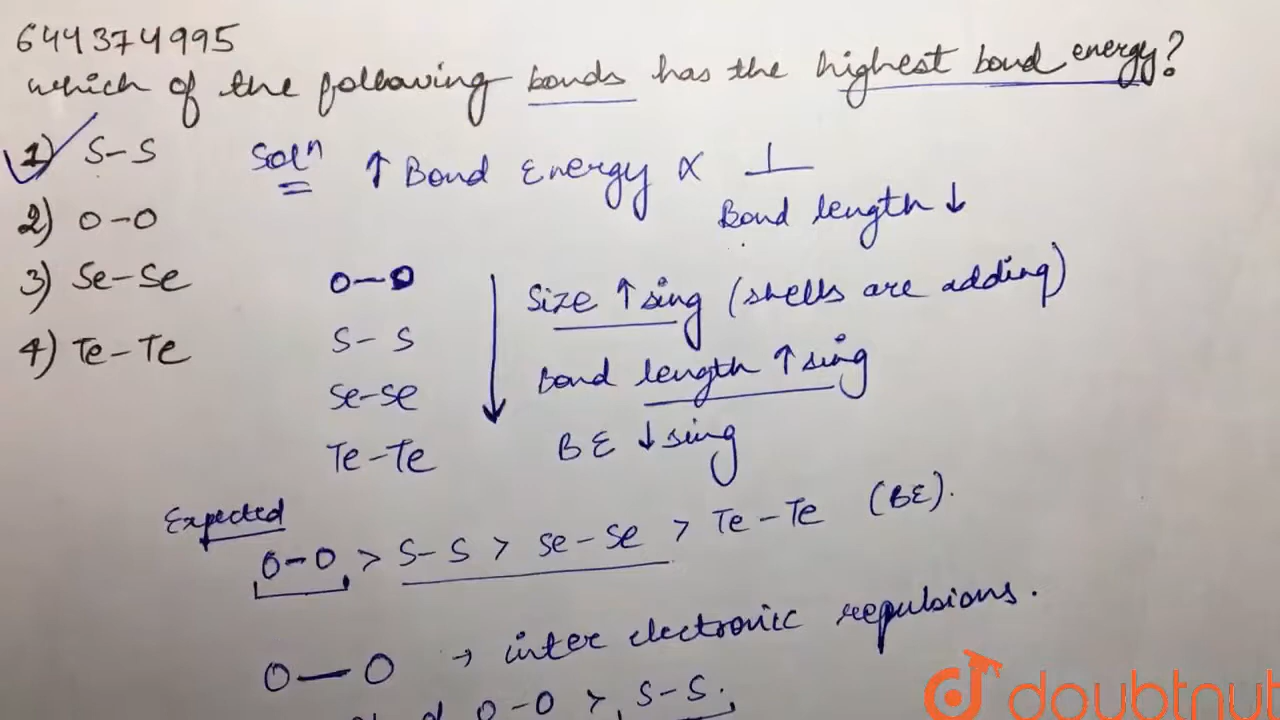 644374995
which of the following bonds has the highest bond energy?
1) S-S
2) O-O
3) Se-Se
4) Te-Te
Solⁿ ↑ Bond Energy ∝ 1
Bond length ↓
O-O
S-S
Se-Se
Te-Te
Size ↑sing (shells are adding)
Bond length ↑sing
BE ↓sing
Expected
O-O > S-S > Se-Se > Te-Te (BE).
O-O → inter electronic repulsions.
O-O > S-S.
doubtnut